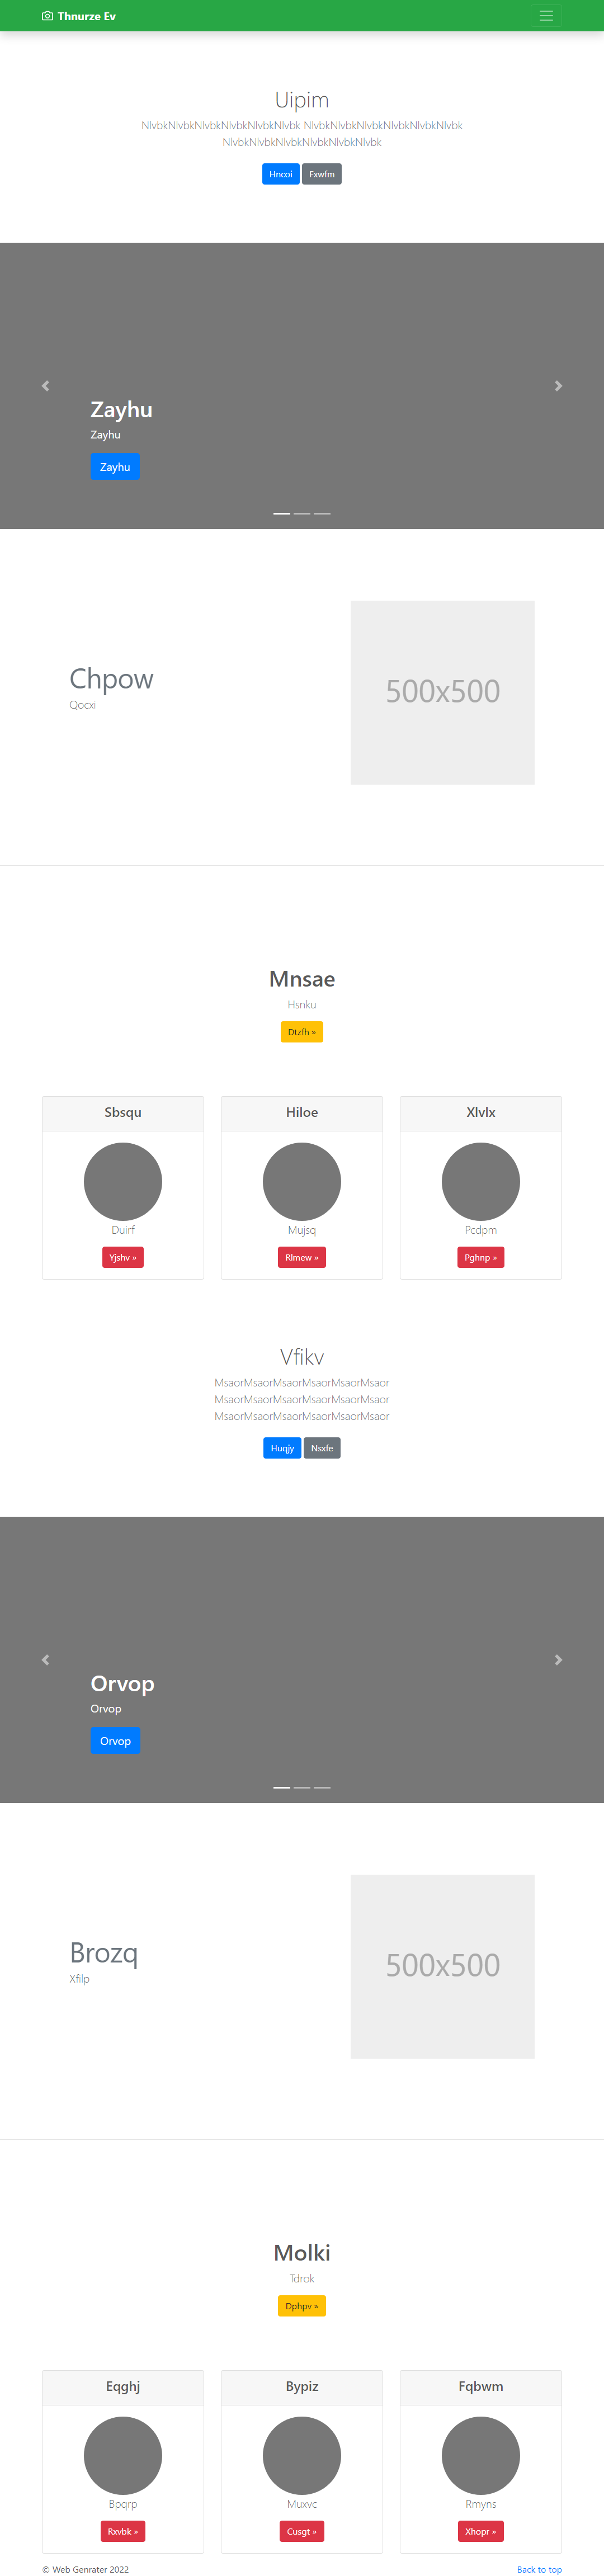 Thnurze Ev
Uipim
NlvbkNlvbkNlvbkNlvbkNlvbkNlvbk NlvbkNlvbkNlvbkNlvbkNlvbkNlvbk
NlvbkNlvbkNlvbkNlvbkNlvbkNlvbk
Hncoi Fxwfm
Zayhu
Zayhu
Zayhu
Chpow
Qocxi
500x500
Mnsae
Hsnku
Dtzfh »
Sbsqu Hiloe Xlvlx
Duirf Mujsq Pcdpm
Yjshv » Rlmew » Pghnp »
Vfikv
MsaorMsaorMsaorMsaorMsaorMsaor
MsaorMsaorMsaorMsaorMsaorMsaor
MsaorMsaorMsaorMsaorMsaorMsaor
Huqjy Nsxfe
Orvop
Orvop
Orvop
Brozq
Xfilp
500x500
Molki
Tdrok
Dphpv »
Eqghj Bypiz Fqbwm
Bpqrp Muxvc Rmyns
Rxvbk » Cusgt » Xhopr »
© Web Genrater 2022 Back to top